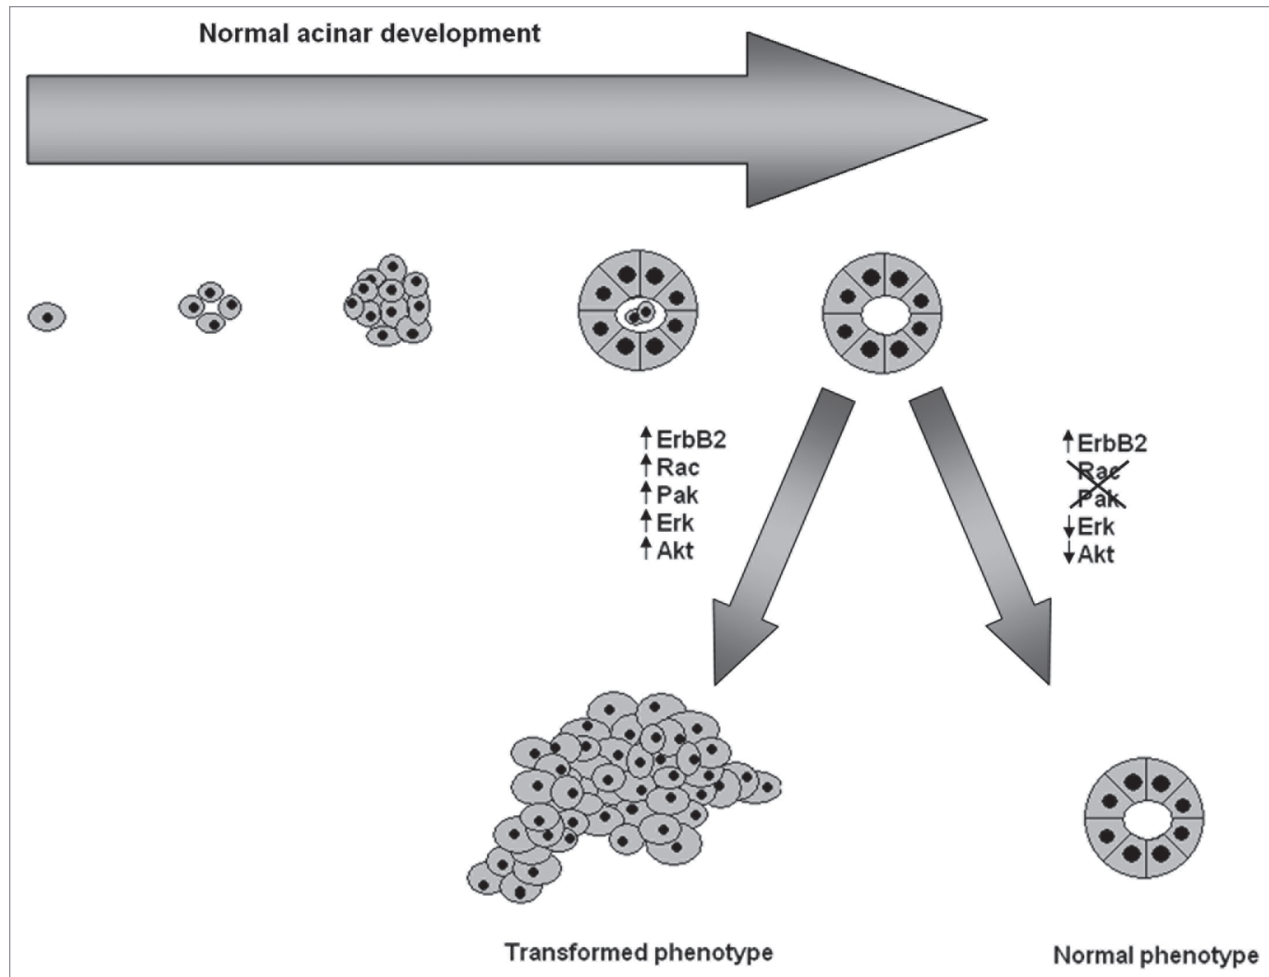 Normal acinar development
↑ErbB2
↑Rac
↑Pak
↑Erk
↑Akt
↑ErbB2
Rac
Pak
↓Erk
↓Akt
Transformed phenotype
Normal phenotype